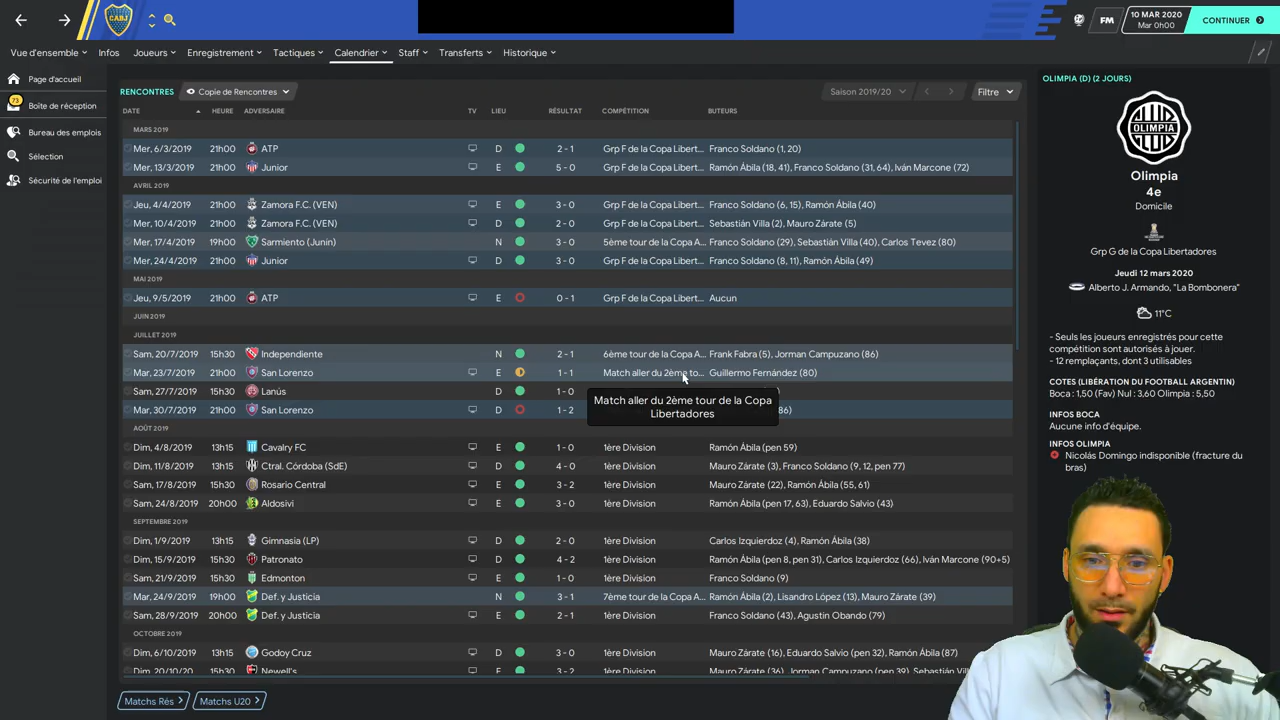 CABJ
FM
10 MAR 2020
Mar 0h00
CONTINUER
Vue d'ensemble Infos Joueurs Enregistrement Tactiques Calendrier Staff Transferts Historique
Page d'accueil
73
Boîte de réception
Bureau des emplois
Sélection
Sécurité de l'emploi
RENCONTRES Copie de Rencontres Saison 2019/20 Filtre
DATE HEURE ADVERSAIRE TV LIEU RÉSULTAT COMPÉTITION BUTEURS
MARS 2019
Mer, 6/3/2019 21h00 ATP D 2 - 1 Grp F de la Copa Libert... Franco Soldano (1, 20)
Mer, 13/3/2019 21h00 Junior E 5 - 0 Grp F de la Copa Libert... Ramón Ábila (18, 41), Franco Soldano (31, 64), Iván Marcone (72)
AVRIL 2019
Jeu, 4/4/2019 21h00 Zamora F.C. (VEN) E 3 - 0 Grp F de la Copa Libert... Franco Soldano (6, 15), Ramón Ábila (40)
Mer, 10/4/2019 21h00 Zamora F.C. (VEN) D 2 - 0 Grp F de la Copa Libert... Sebastián Villa (2), Mauro Zárate (5)
Mer, 17/4/2019 19h00 Sarmiento (Junín) N 3 - 0 5ème tour de la Copa A... Franco Soldano (29), Sebastián Villa (40), Carlos Tevez (80)
Mer, 24/4/2019 21h00 Junior D 3 - 0 Grp F de la Copa Libert... Franco Soldano (8, 11), Ramón Ábila (49)
MAI 2019
Jeu, 9/5/2019 21h00 ATP E 0 - 1 Grp F de la Copa Libert... Aucun
JUIN 2019
JUILLET 2019
Sam, 20/7/2019 15h30 Independiente N 2 - 1 6ème tour de la Copa A... Frank Fabra (5), Jorman Campuzano (86)
Mar, 23/7/2019 21h00 San Lorenzo E 1 - 1 Match aller du 2ème to... Guillermo Fernández (80)
Sam, 27/7/2019 15h30 Lanús D 1 - 0
Mar, 30/7/2019 21h00 San Lorenzo D 1 - 2 86)
Match aller du 2ème tour de la Copa
Libertadores
AOÛT 2019
Dim, 4/8/2019 13h15 Cavalry FC E 1 - 0 1ère Division Ramón Ábila (pen 59)
Dim, 11/8/2019 13h15 Ctral. Córdoba (SdE) D 4 - 0 1ère Division Mauro Zárate (3), Franco Soldano (9, 12, pen 77)
Sam, 17/8/2019 15h30 Rosario Central E 3 - 2 1ère Division Mauro Zárate (22), Ramón Ábila (55, 61)
Sam, 24/8/2019 20h00 Aldosivi E 3 - 0 1ère Division Ramón Ábila (pen 17, 63), Eduardo Salvio (43)
SEPTEMBRE 2019
Dim, 1/9/2019 13h15 Gimnasia (LP) D 2 - 0 1ère Division Carlos Izquierdoz (4), Ramón Ábila (38)
Dim, 15/9/2019 15h30 Patronato D 4 - 2 1ère Division Ramón Ábila (pen 8, pen 31), Carlos Izquierdoz (66), Iván Marcone (90+5)
Sam, 21/9/2019 15h30 Edmonton E 1 - 0 1ère Division Franco Soldano (9)
Mar, 24/9/2019 19h00 Def. y Justicia N 3 - 1 7ème tour de la Copa A... Ramón Ábila (2), Lisandro López (13), Mauro Zárate (39)
Sam, 28/9/2019 20h00 Def. y Justicia E 2 - 1 1ère Division Franco Soldano (43), Agustín Obando (79)
OCTOBRE 2019
Dim, 6/10/2019 13h15 Godoy Cruz D 3 - 0 1ère Division Mauro Zárate (16), Eduardo Salvio (pen 32), Ramón Ábila (87)
Dim, 20/10/20 15h30 Newell's E 3 - 2 1ère Division Mauro Zárate (36), Jorman Campuzano (pen 39), Sebastián Villa
Matchs Rés Matchs U20
OLIMPIA (D) (2 JOURS)
OLIMPIA
Olimpia
4e
Domicile
Grp G de la Copa Libertadores
Jeudi 12 mars 2020
Alberto J. Armando, "La Bombonera"
11°C
- Seuls les joueurs enregistrés pour cette
compétition sont autorisés à jouer.
- 12 remplaçants, dont 3 utilisables
COTES (LIBÉRATION DU FOOTBALL ARGENTIN)
Boca : 1,50 (Fav) Nul : 3,60 Olimpia : 5,50
INFOS BOCA
Aucune info d'équipe.
INFOS OLIMPIA
Nicolás Domingo indisponible (fracture du
bras)